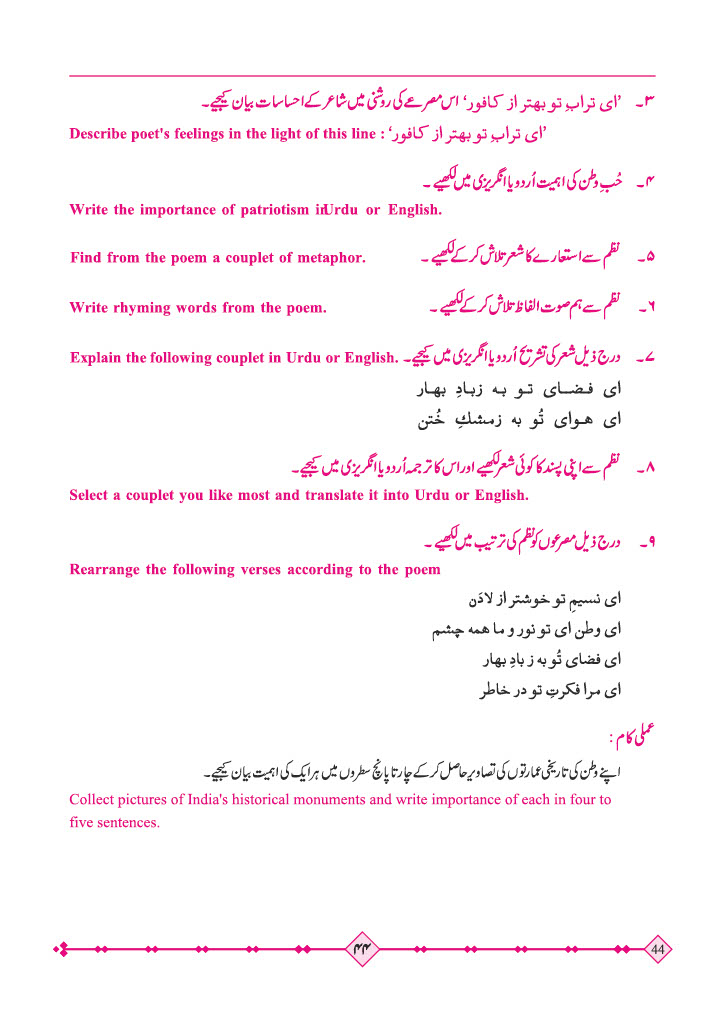 ۳۔ ’ای ترابِ تو بهتر از کافور‘ اس مصرعے کی روشنی میں شاعر کے احساسات بیان کیجیے۔
Describe poet's feelings in the light of this line : ’ای ترابِ تو بهتر از کافور‘
۴۔ حُبِ وطن کی اہمیت اُردو یا انگریزی میں لکھیے ۔
Write the importance of patriotism in Urdu or English.
۵۔ نظم سے استعارے کا شعر تلاش کر کے لکھیے ۔ Find from the poem a couplet of metaphor.
۶۔ نظم سے ہم صوت الفاظ تلاش کر کے لکھیے ۔ Write rhyming words from the poem.
۷۔ درج ذیل شعر کی تشریح اُردو یا انگریزی میں کیجیے۔ Explain the following couplet in Urdu or English.
ای فضای تو به زبادِ بهار
ای هوای تُو به زمشكِ خُتن
۸۔ نظم سے اپنی پسند کا کوئی شعر لکھیے اور اس کا ترجمہ اُردو یا انگریزی میں کیجیے۔
Select a couplet you like most and translate it into Urdu or English.
۹۔ درج ذیل مصرعوں کو نظم کی ترتیب میں لکھیے ۔
Rearrange the following verses according to the poem
ای نسیمِ تو خوشتر از لادَن
ای وطن ای تو نور و ما همه چشم
ای فضای تُو به ز بادِ بهار
ای مرا فکرتِ تو در خاطر
عملی کام :
اپنے وطن کی تاریخی عمارتوں کی تصاویر حاصل کر کے چار تا پانچ سطروں میں ہر ایک کی اہمیت بیان کیجیے۔
Collect pictures of India's historical monuments and write importance of each in four to
five sentences.
۴۴ 44